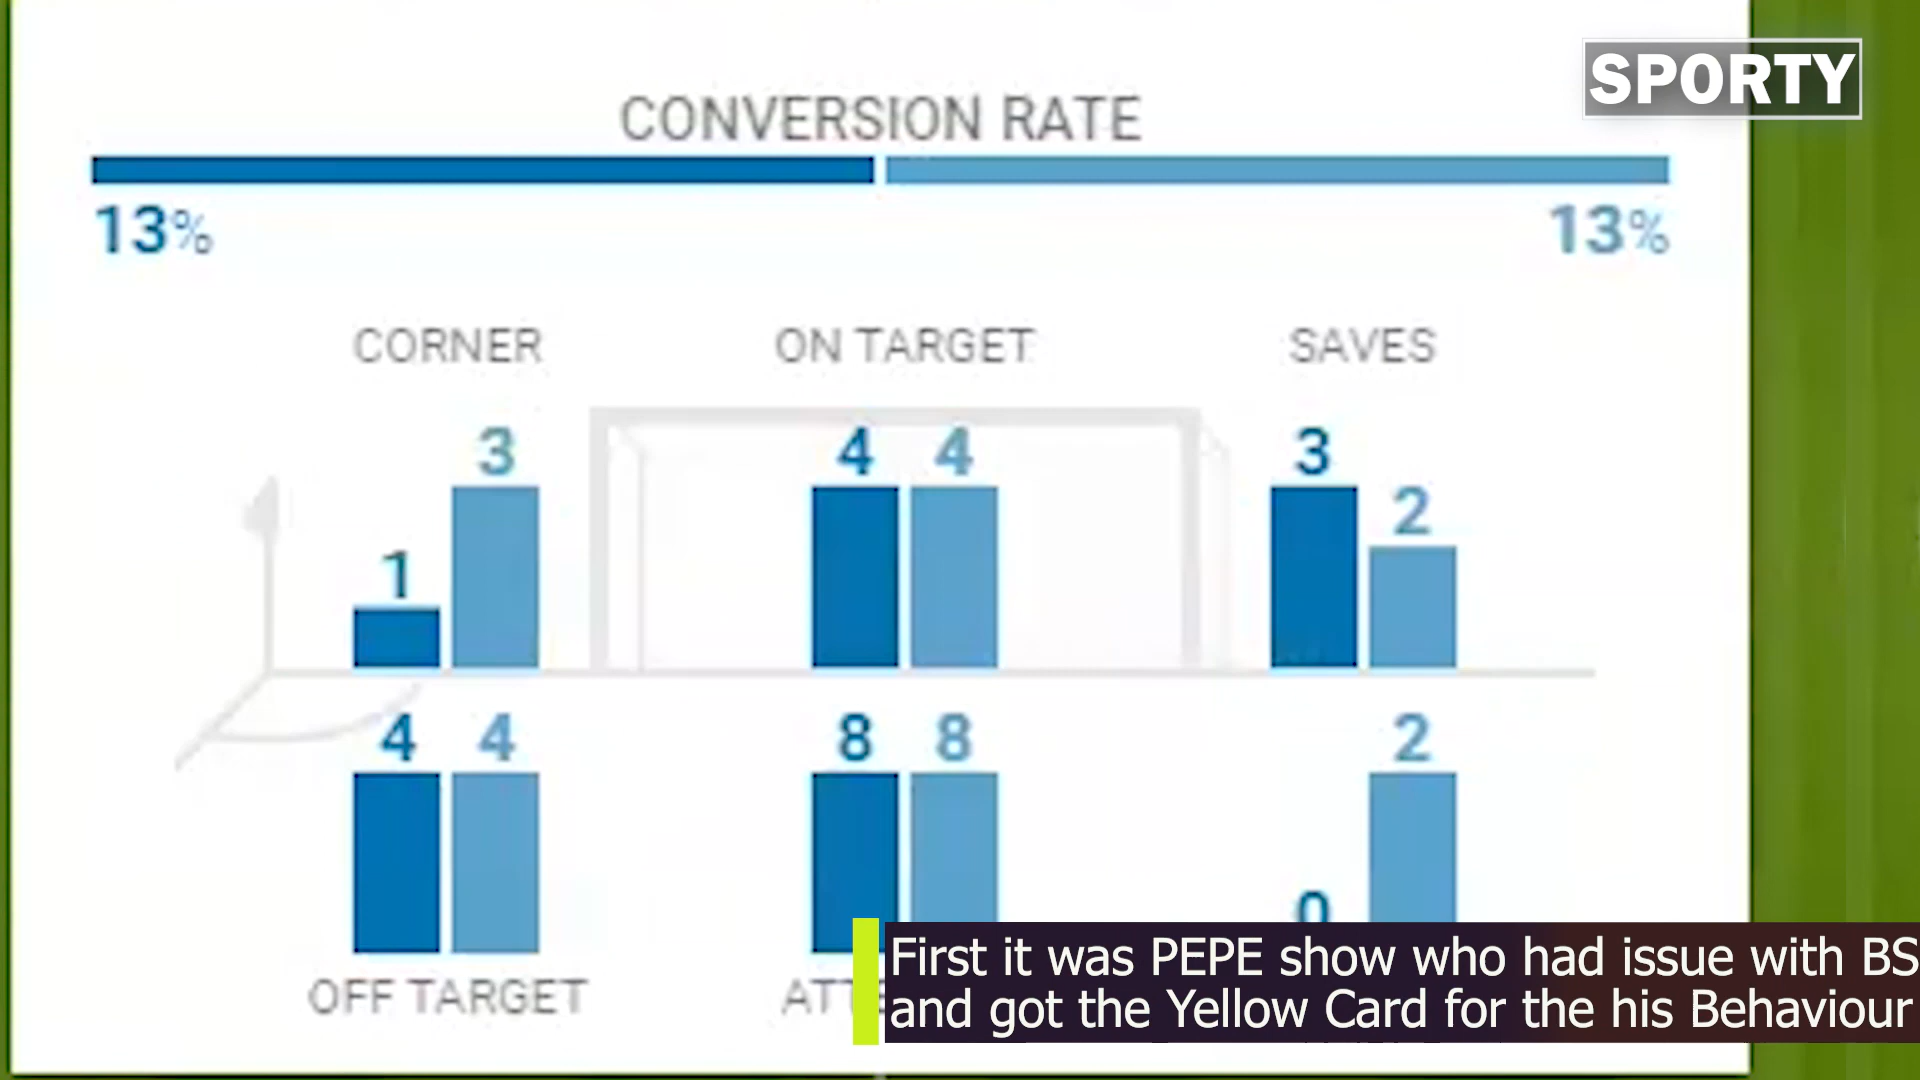 SPORTY
CONVERSION RATE
13% 13%
CORNER ON TARGET SAVES
1 3 4 4 3 2
4 4 8 8 0 2
OFF TARGET
First it was PEPE show who had issue with BS
and got the Yellow Card for the his Behaviour